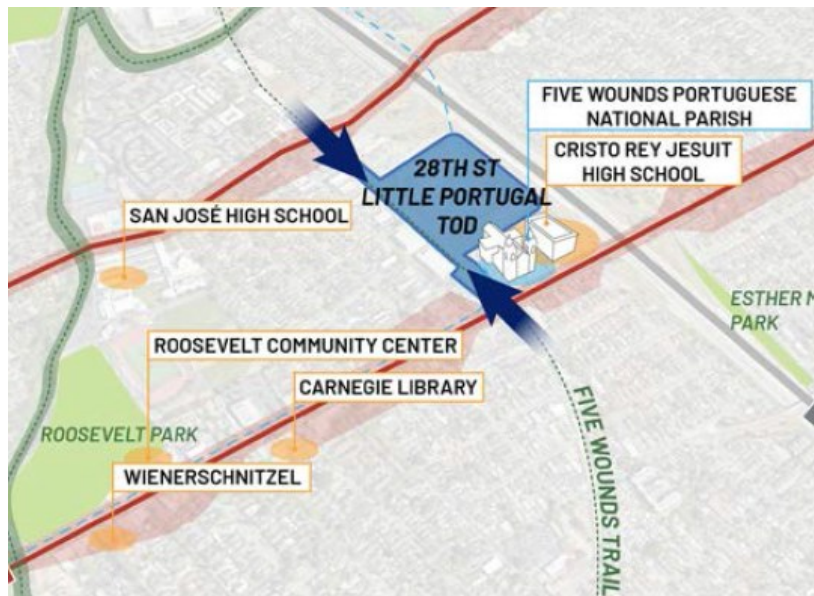 FIVE WOUNDS PORTUGUESE
NATIONAL PARISH
CRISTO REY JESUIT
HIGH SCHOOL
28TH ST
LITTLE PORTUGAL
TOD
SAN JOSÉ HIGH SCHOOL
ESTHER
PARK
ROOSEVELT COMMUNITY CENTER
CARNEGIE LIBRARY
ROOSEVELT PARK
WIENERSCHNITZEL
FIVE WOUNDS TRAIL